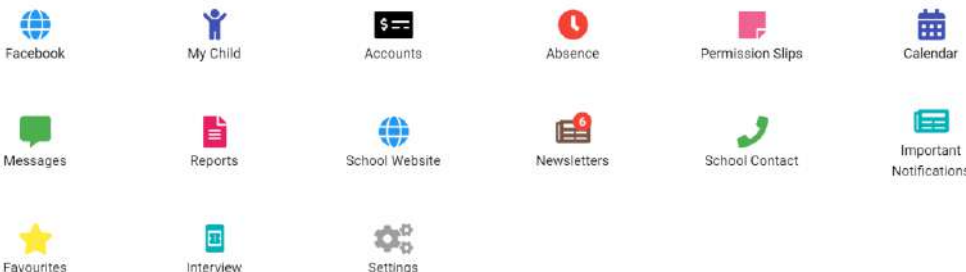 Facebook
My Child
$
Accounts
Absence
Permission Slips
Calendar
Messages
Reports
School Website
6
Newsletters
School Contact
Important
Notifications
Favourites
Interview
Settings